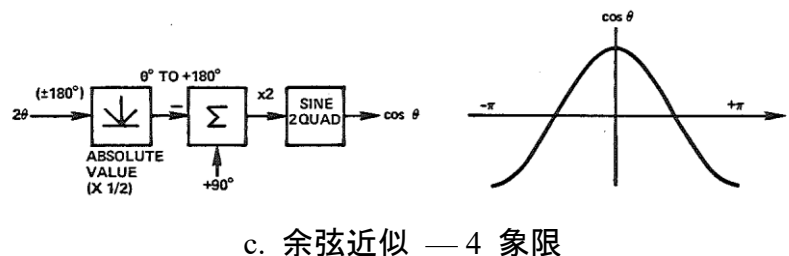 cos θ
θ° TO +180°
(±180°)
x2
2θ
−
Σ
SINE
2QUAD
cos θ
-π
+π
ABSOLUTE
VALUE
(X 1/2)
+90°
c. 余弦近似 — 4 象限